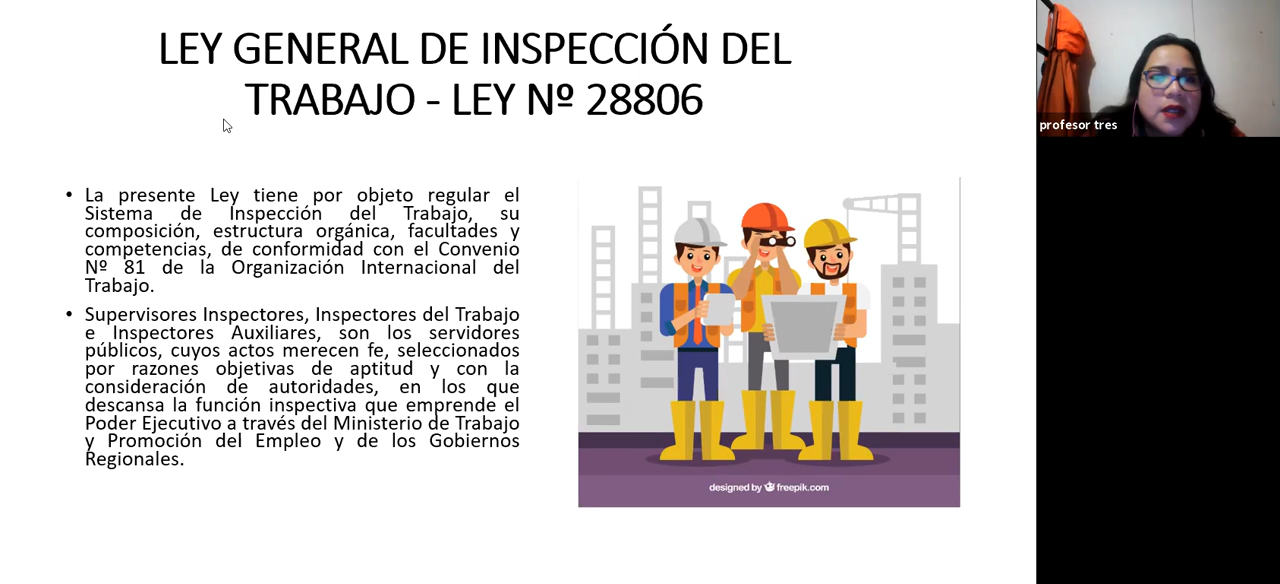 LEY GENERAL DE INSPECCIÓN DEL
TRABAJO - LEY Nº 28806
profesor tres
• La presente Ley tiene por objeto regular el
Sistema de Inspección del Trabajo, su
composición, estructura orgánica, facultades y
competencias, de conformidad con el Convenio
Nº 81 de la Organización Internacional del
Trabajo.
• Supervisores Inspectores, Inspectores del Trabajo
e Inspectores Auxiliares, son los servidores
públicos, cuyos actos merecen fe, seleccionados
por razones objetivas de aptitud y con la
consideración de autoridades, en los que
descansa la función inspectiva que emprende el
Poder Ejecutivo a través del Ministerio de Trabajo
y Promoción del Empleo y de los Gobiernos
Regionales.
designed by freepik.com